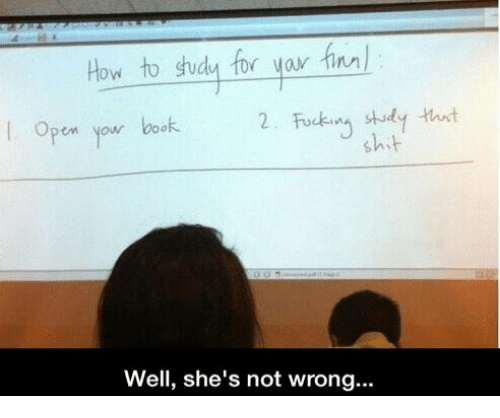 How to study for your final:
1. Open your book
2. Fucking study that
shit
Well, she's not wrong...